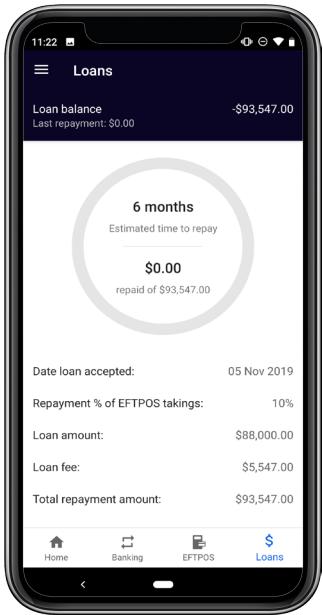 11:22
Loans
Loan balance -$93,547.00
Last repayment: $0.00
6 months
Estimated time to repay
$0.00
repaid of $93,547.00
Date loan accepted: 05 Nov 2019
Repayment % of EFTPOS takings: 10%
Loan amount: $88,000.00
Loan fee: $5,547.00
Total repayment amount: $93,547.00
Home Banking EFTPOS $ Loans